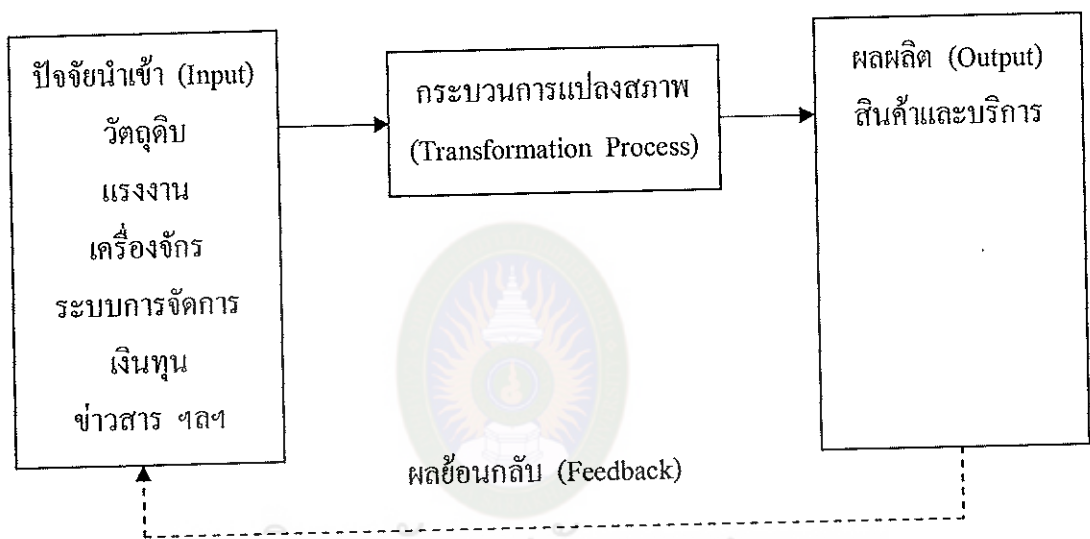 ปัจจัยนำเข้า (Input)
วัตถุดิบ
แรงงาน
เครื่องจักร
ระบบการจัดการ
เงินทุน
ข่าวสาร ฯลฯ
กระบวนการแปลงสภาพ
(Transformation Process)
ผลผลิต (Output)
สินค้าและบริการ
ผลย้อนกลับ (Feedback)